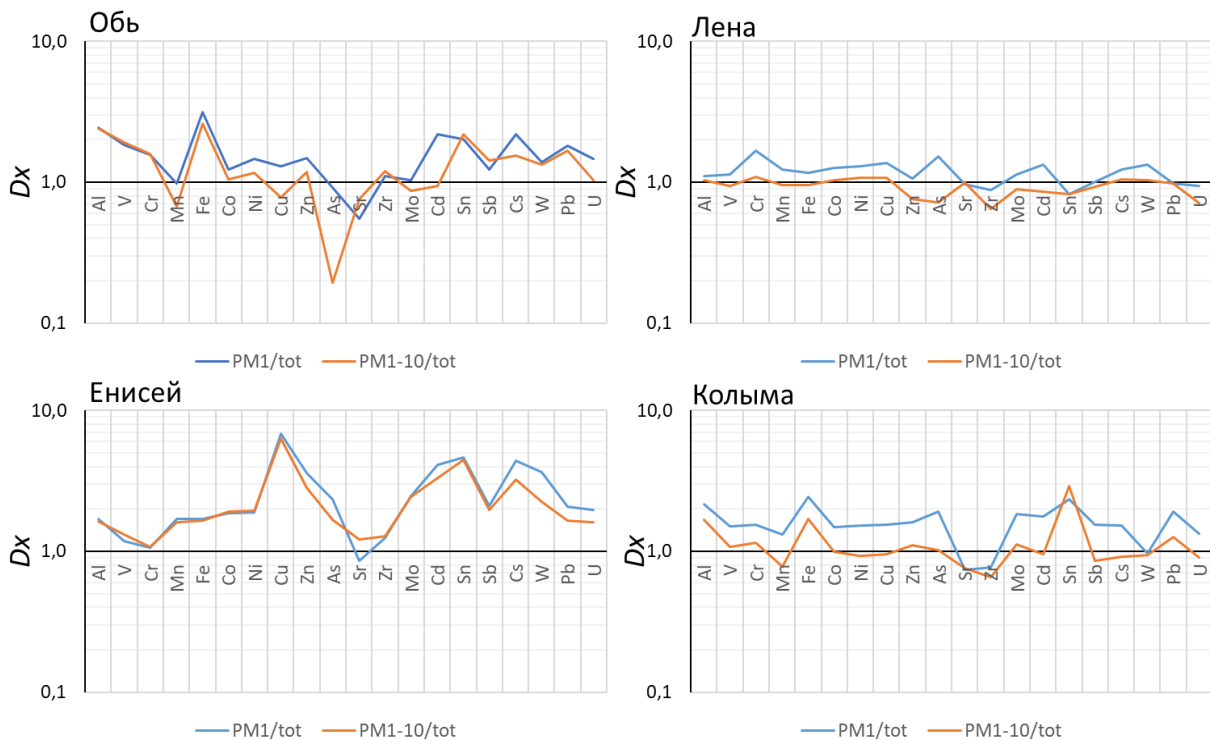 Обь
10,0
1,0
0,1
Dx
Al V Cr Mn Fe Co Ni Cu Zn As Sr Zr Mo Cd Sn Sb Cs W Pb U
PM1/tot PM1-10/tot
Лена
10,0
1,0
0,1
Al V Cr Mn Fe Co Ni Cu Zn As Sr Zr Mo Cd Sn Sb Cs W Pb U
PM1/tot PM1-10/tot
Енисей
10,0
1,0
0,1
Dx
Al V Cr Mn Fe Co Ni Cu Zn As Sr Zr Mo Cd Sn Sb Cs W Pb U
PM1/tot PM1-10/tot
Колыма
10,0
1,0
0,1
Al V Cr Mn Fe Co Ni Cu Zn As Sr Zr Mo Cd Sn Sb Cs W Pb U
PM1/tot PM1-10/tot